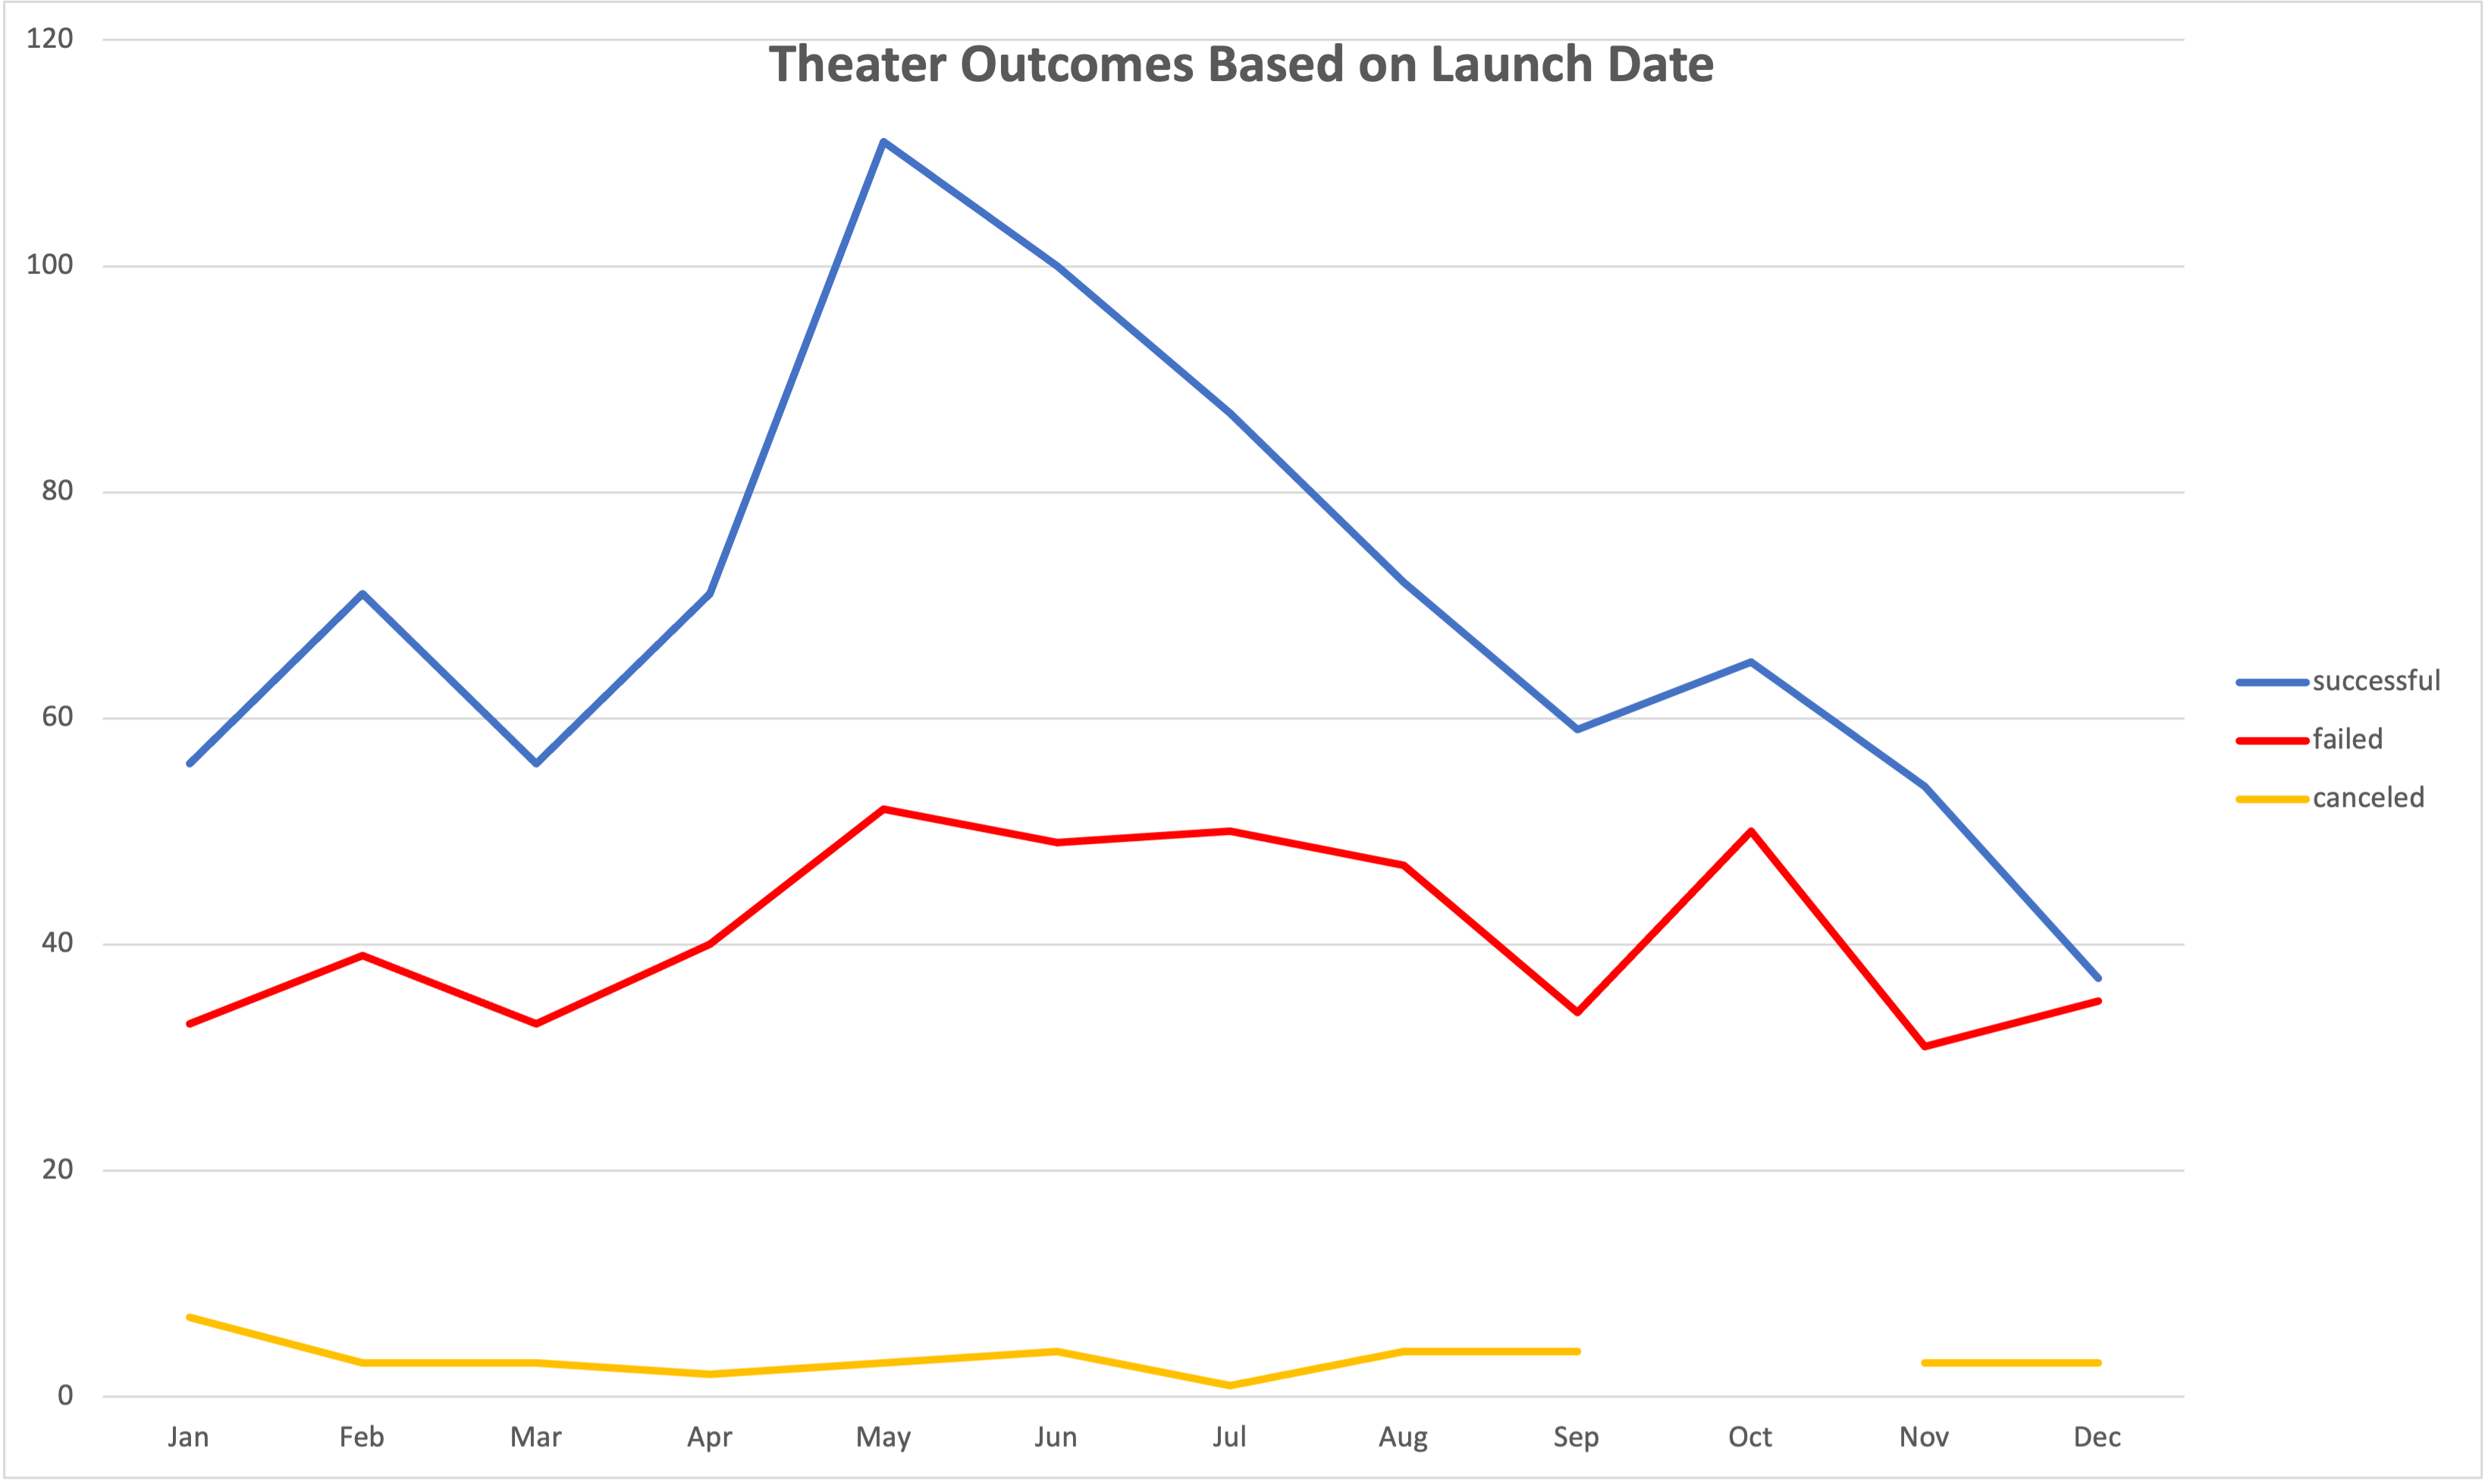 Theater Outcomes Based on Launch Date
120
100
80
60
40
20
0
Jan Feb Mar Apr May Jun Jul Aug Sep Oct Nov Dec
successful
failed
canceled